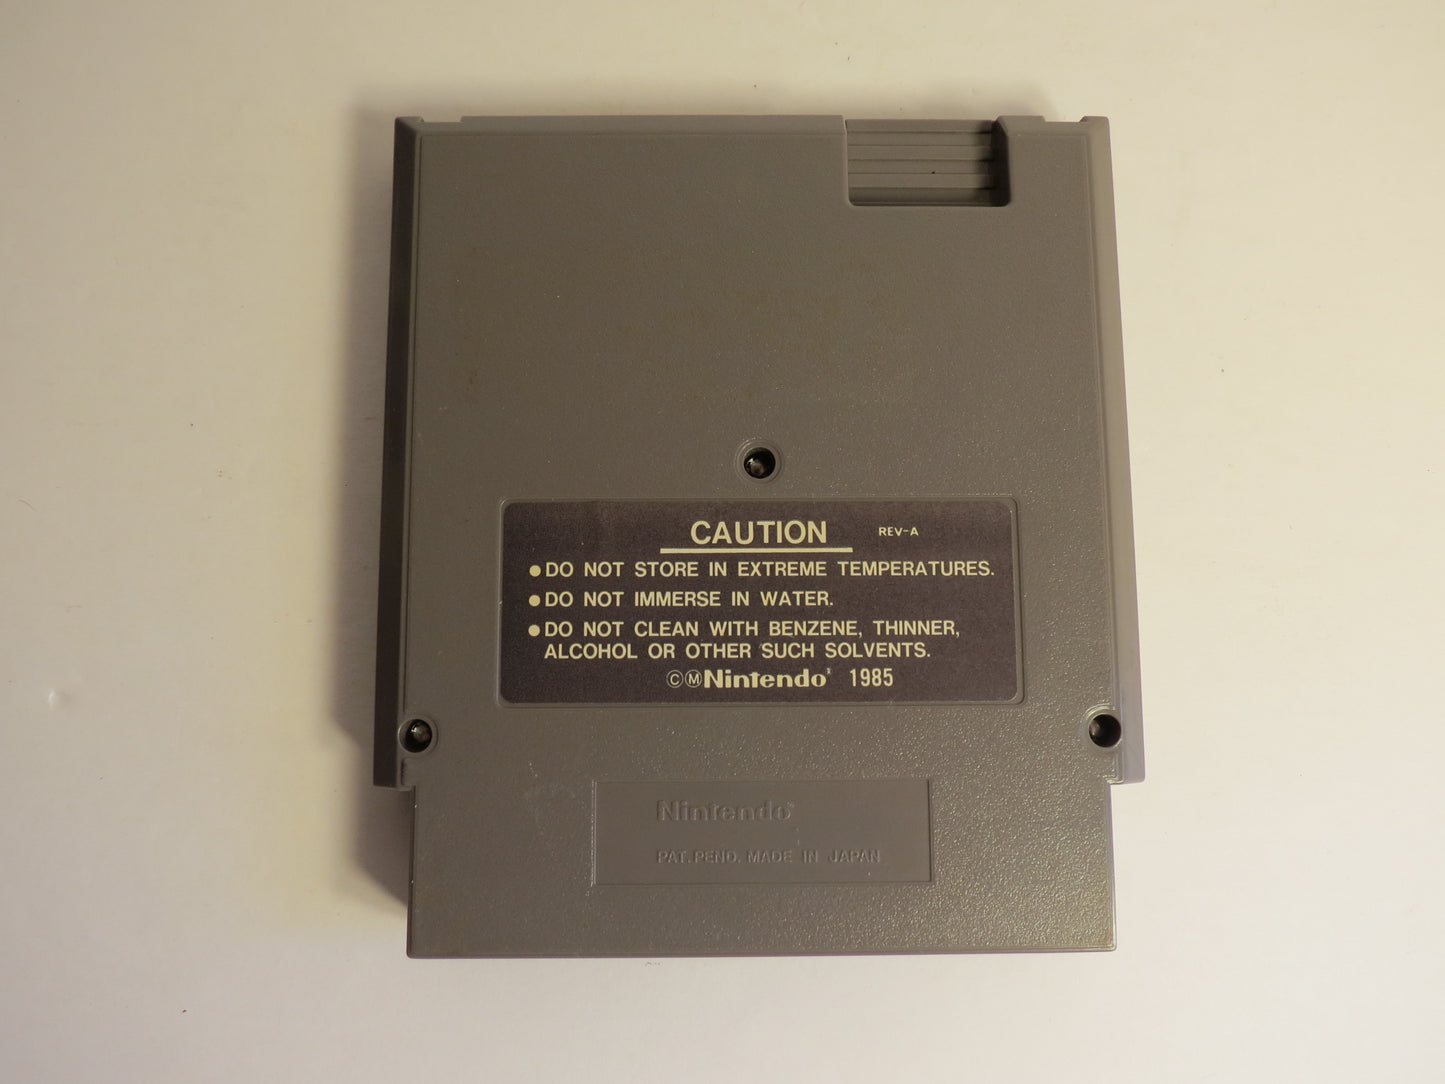 CAUTION REV-A
●DO NOT STORE IN EXTREME TEMPERATURES.
●DO NOT IMMERSE IN WATER.
●DO NOT CLEAN WITH BENZENE, THINNER,
ALCOHOL OR OTHER SUCH SOLVENTS.
ⒸⓂNintendo® 1985
Nintendo®
PAT. PEND. MADE IN JAPAN